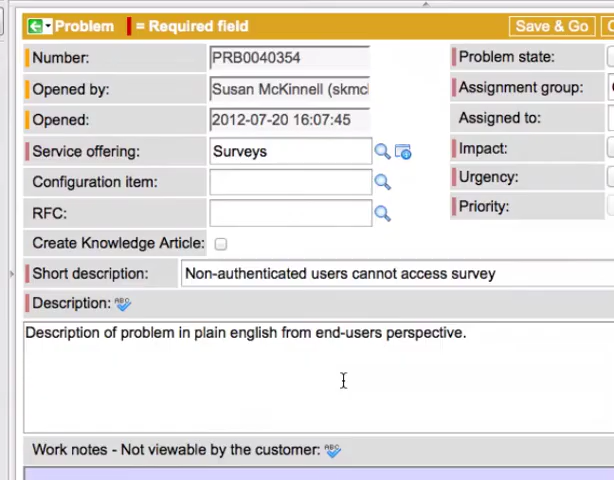 Problem = Required field Save & Go
Number: PRB0040354 Problem state:
Opened by: Susan McKinnell (skmc Assignment group:
Opened: 2012-07-20 16:07:45 Assigned to:
Service offering: Surveys Impact:
Configuration item: Urgency:
RFC: Priority:
Create Knowledge Article:
Short description: Non-authenticated users cannot access survey
Description: ABC
Description of problem in plain english from end-users perspective.
Work notes - Not viewable by the customer: ABC